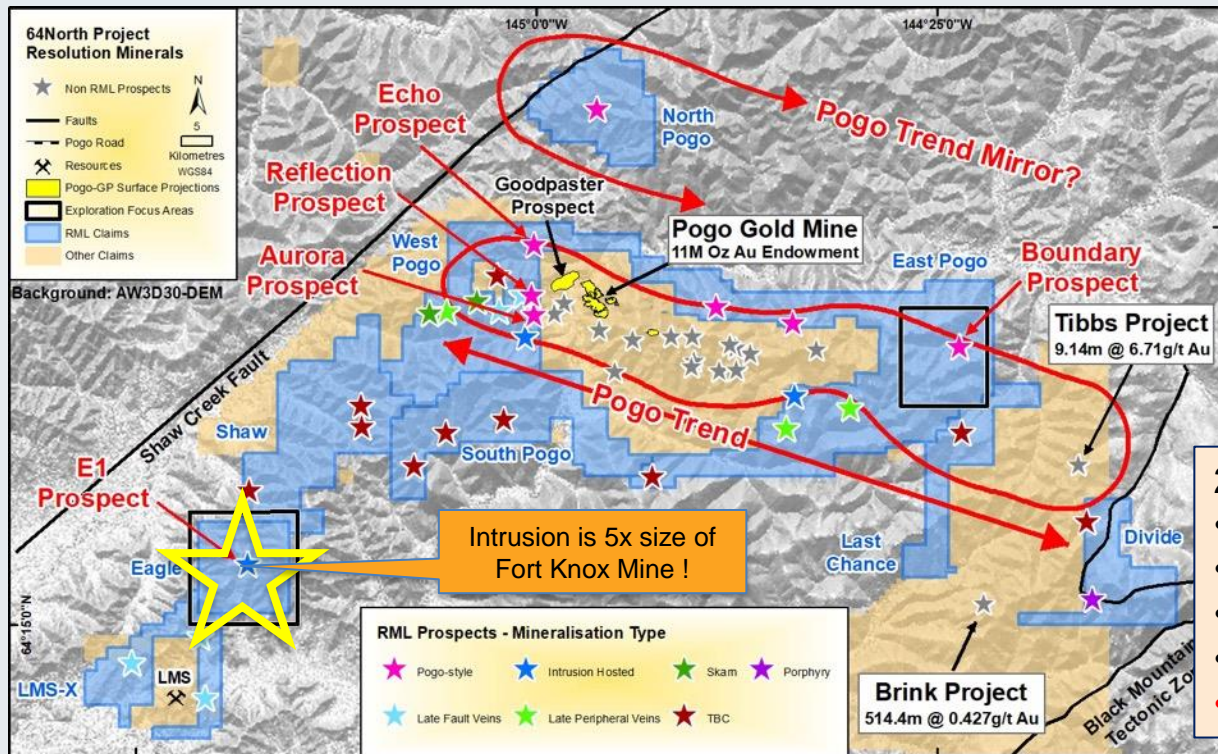 64North Project
Resolution Minerals
Non RML Prospects
N
Faults
5
Pogo Road
Kilometres
WGS84
Resources
Pogo-GP Surface Projections
Exploration Focus Areas
RML Claims
Other Claims
Background: AW3D30-DEM
145°0'0"W
144°25'0"W
Echo
Prospect
North
Pogo
Pogo Trend Mirror?
Reflection
Prospect
Goodpaster
Prospect
Pogo Gold Mine
11M Oz Au Endowment
West
Pogo
East Pogo
Boundary
Prospect
Aurora
Prospect
Tibbs Project
9.14m @ 6.71g/t Au
Shaw Creek Fault
Pogo Trend
Shaw
South Pogo
E1
Prospect
Intrusion is 5x size of
Fort Knox Mine !
Eagle
Last
Chance
Divide
64°15'0"N
LMS-X
LMS
RML Prospects - Mineralisation Type
Pogo-style
Intrusion Hosted
Skarn
Porphyry
Late Fault Veins
Late Peripheral Veins
TBC
Brink Project
514.4m @ 0.427g/t Au
Black Mountain
Tectonic Zo